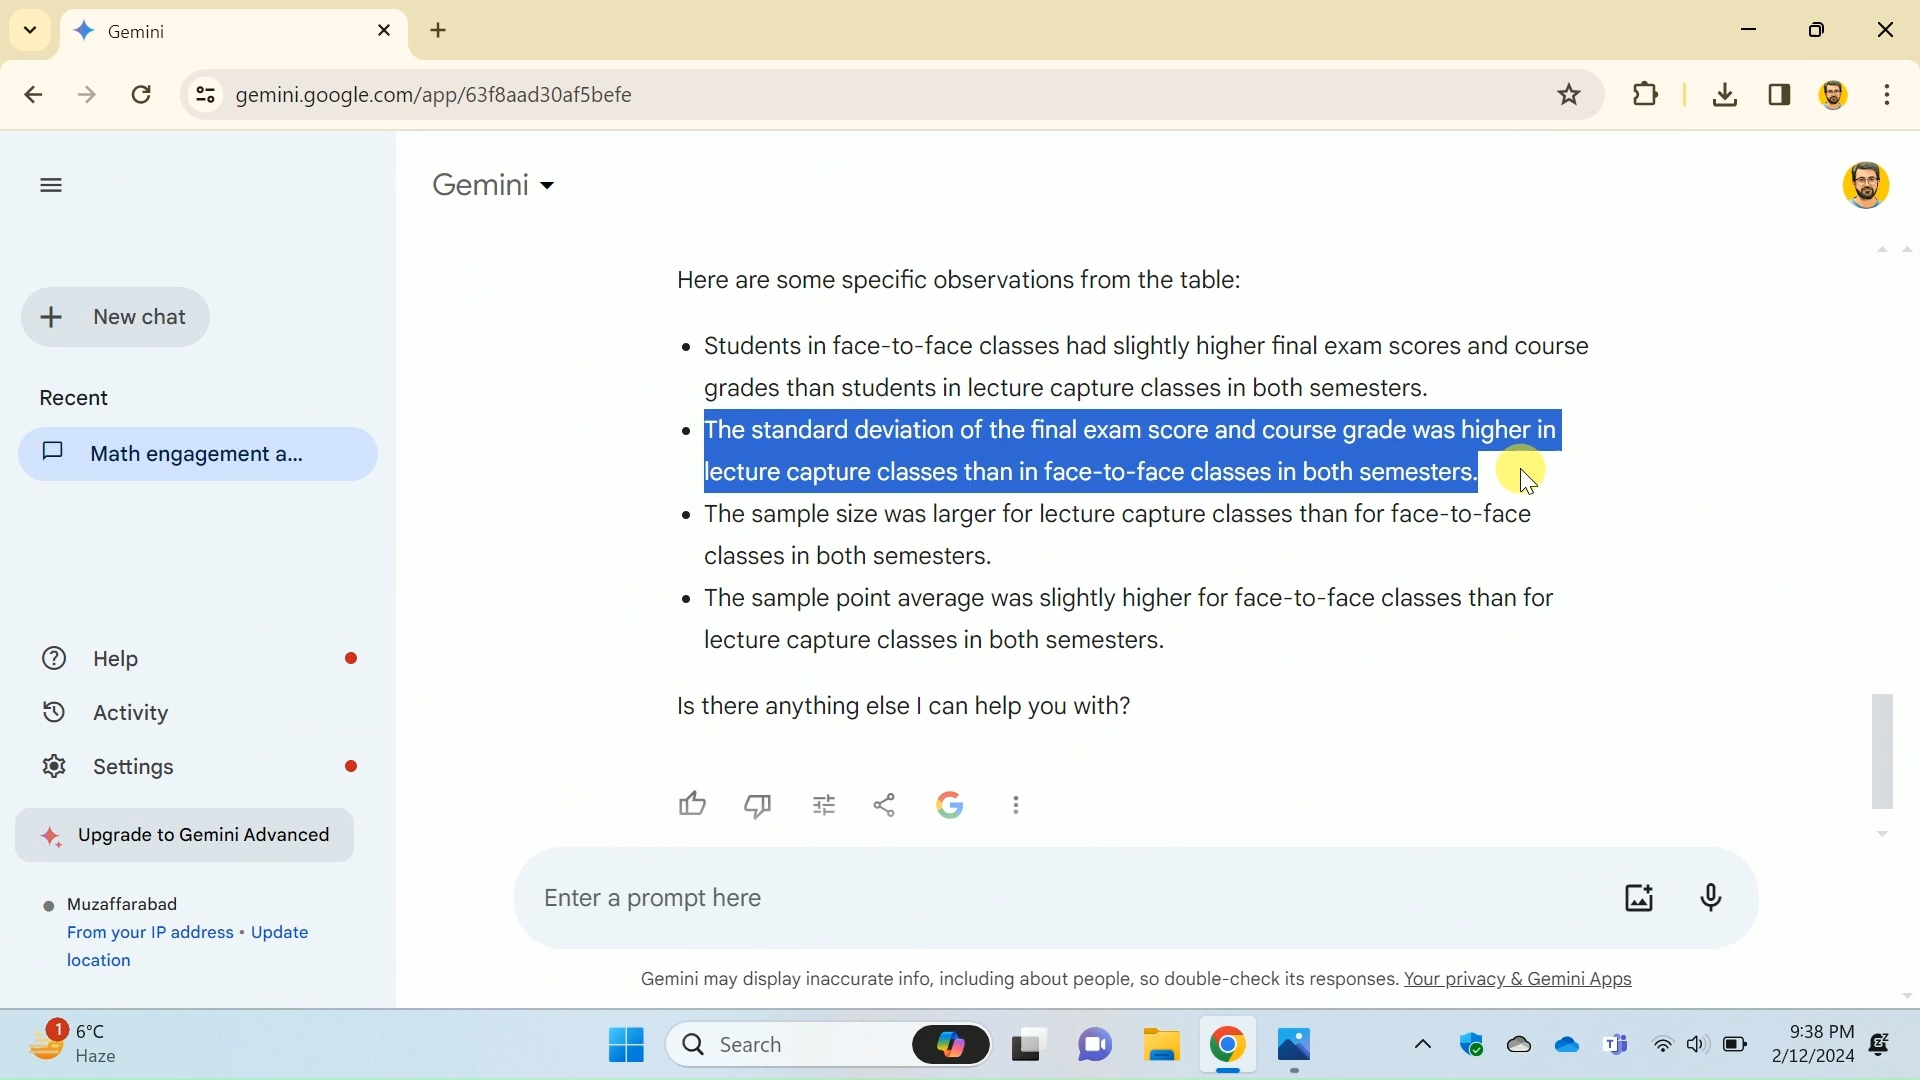 Gemini
gemini.google.com/app/63f8aad30af5befe
Gemini
New chat
Recent
Math engagement a...
Help
Activity
Settings
Upgrade to Gemini Advanced
Muzaffarabad
From your IP address • Update
location
Here are some specific observations from the table:
• Students in face-to-face classes had slightly higher final exam scores and course
grades than students in lecture capture classes in both semesters.
• The standard deviation of the final exam score and course grade was higher in
lecture capture classes than in face-to-face classes in both semesters.
• The sample size was larger for lecture capture classes than for face-to-face
classes in both semesters.
• The sample point average was slightly higher for face-to-face classes than for
lecture capture classes in both semesters.
Is there anything else I can help you with?
Enter a prompt here
Gemini may display inaccurate info, including about people, so double-check its responses. Your privacy & Gemini Apps
1
6°C
Haze
Search
9:38 PM
2/12/2024